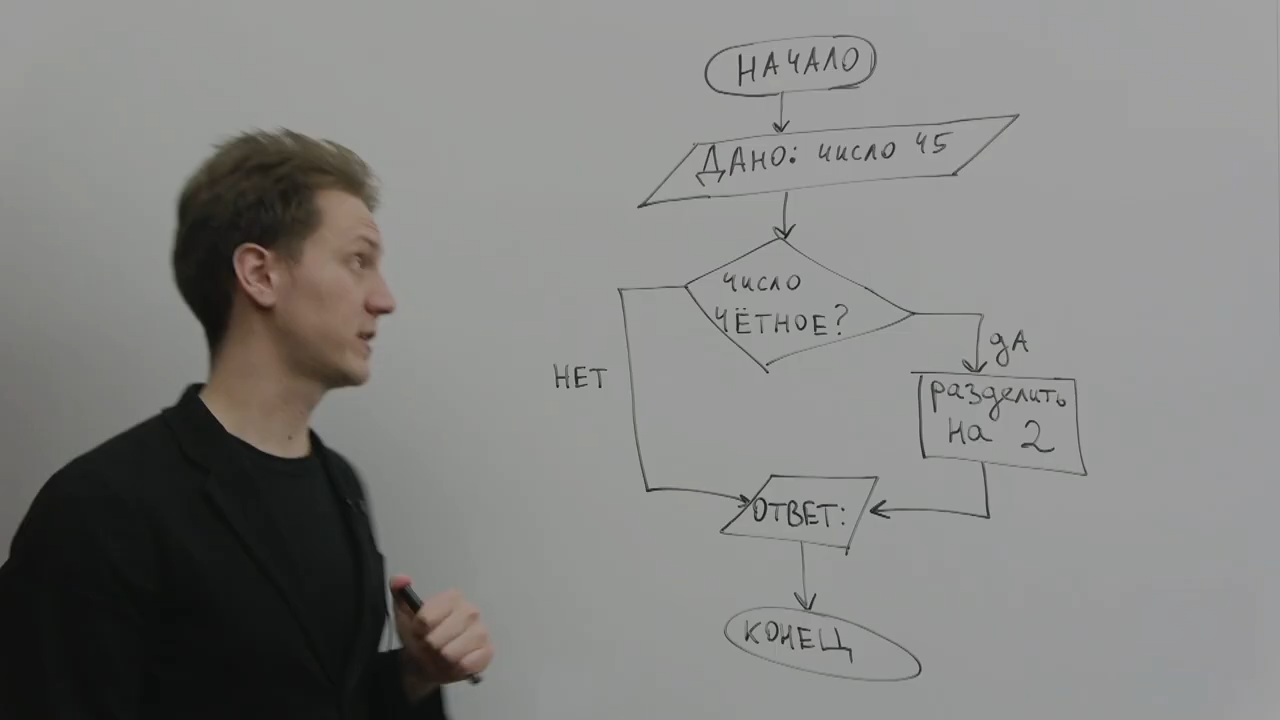 НАЧАЛО
ДАНО: число 45
число
ЧЁТНОЕ?
НЕТ
дА
разделить
на 2
ОТВЕТ:
КОНЕЦ